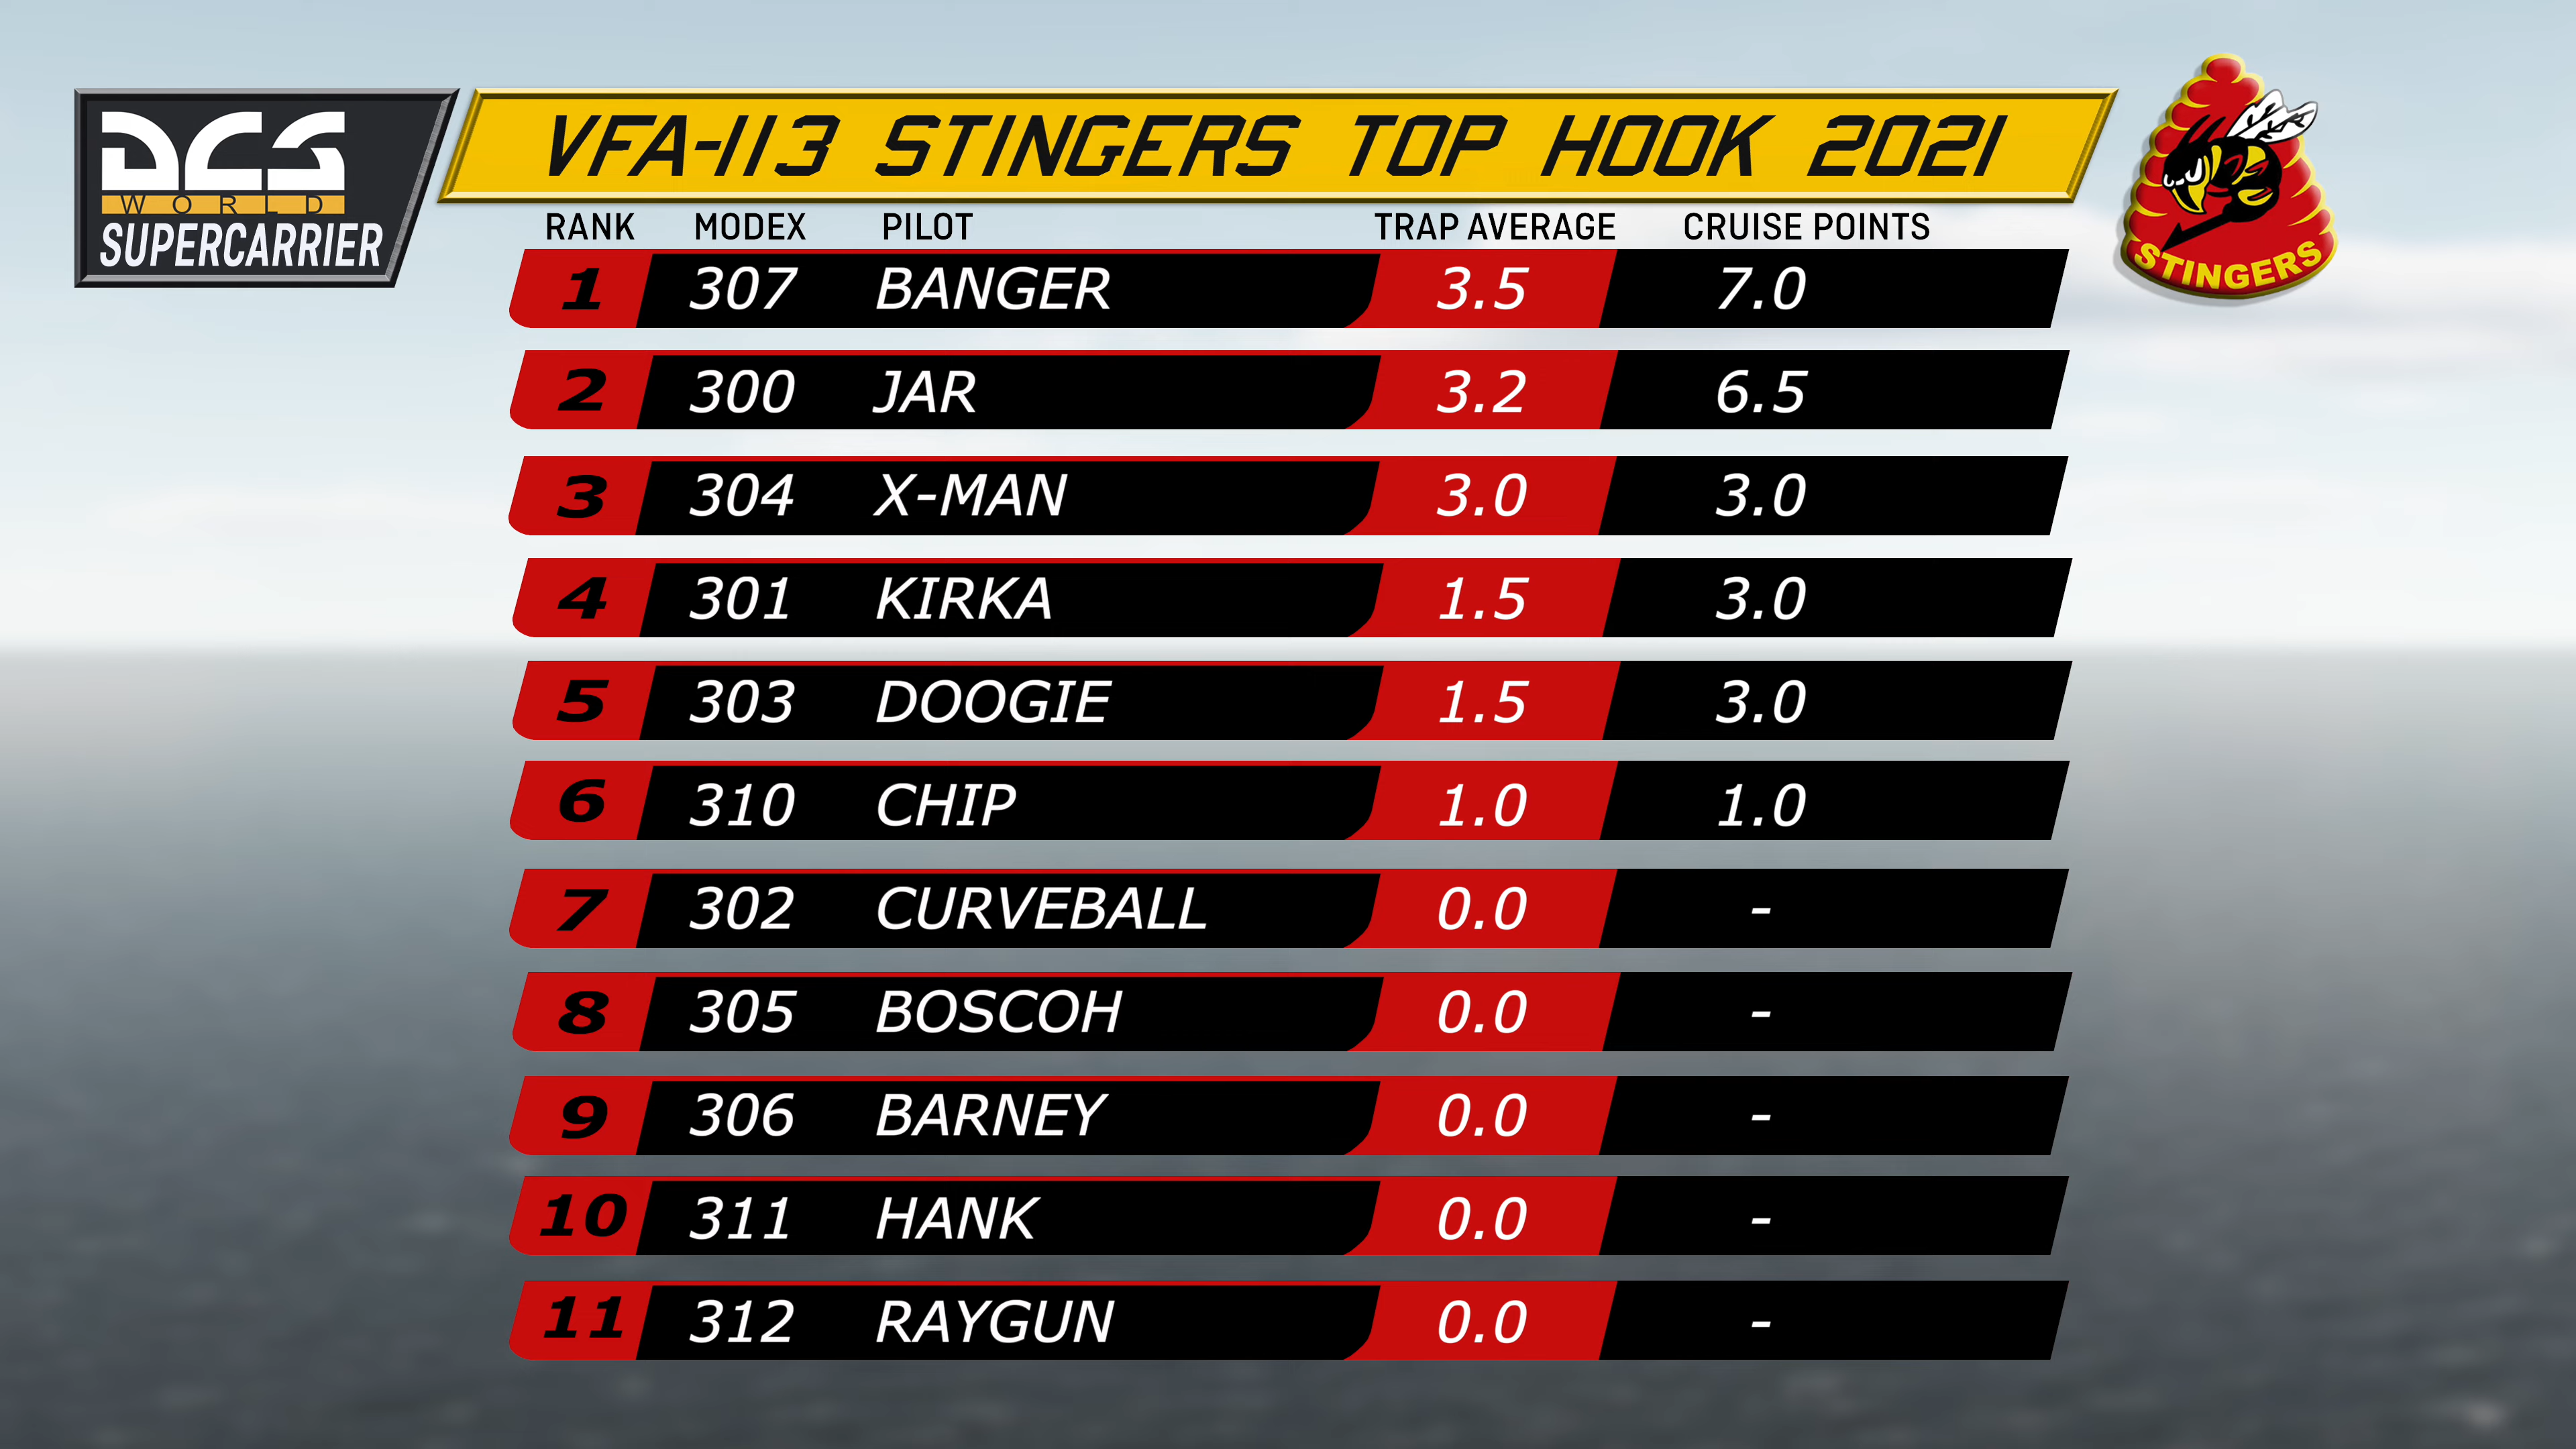 DCS
WORLD
SUPERCARRIER
VFA-113 STINGERS TOP HOOK 2021
STINGERS
RANK MODEX PILOT TRAP AVERAGE CRUISE POINTS
1 307 BANGER 3.5 7.0
2 300 JAR 3.2 6.5
3 304 X-MAN 3.0 3.0
4 301 KIRKA 1.5 3.0
5 303 DOOGIE 1.5 3.0
6 310 CHIP 1.0 1.0
7 302 CURVEBALL 0.0 -
8 305 BOSCOH 0.0 -
9 306 BARNEY 0.0 -
10 311 HANK 0.0 -
11 312 RAYGUN 0.0 -